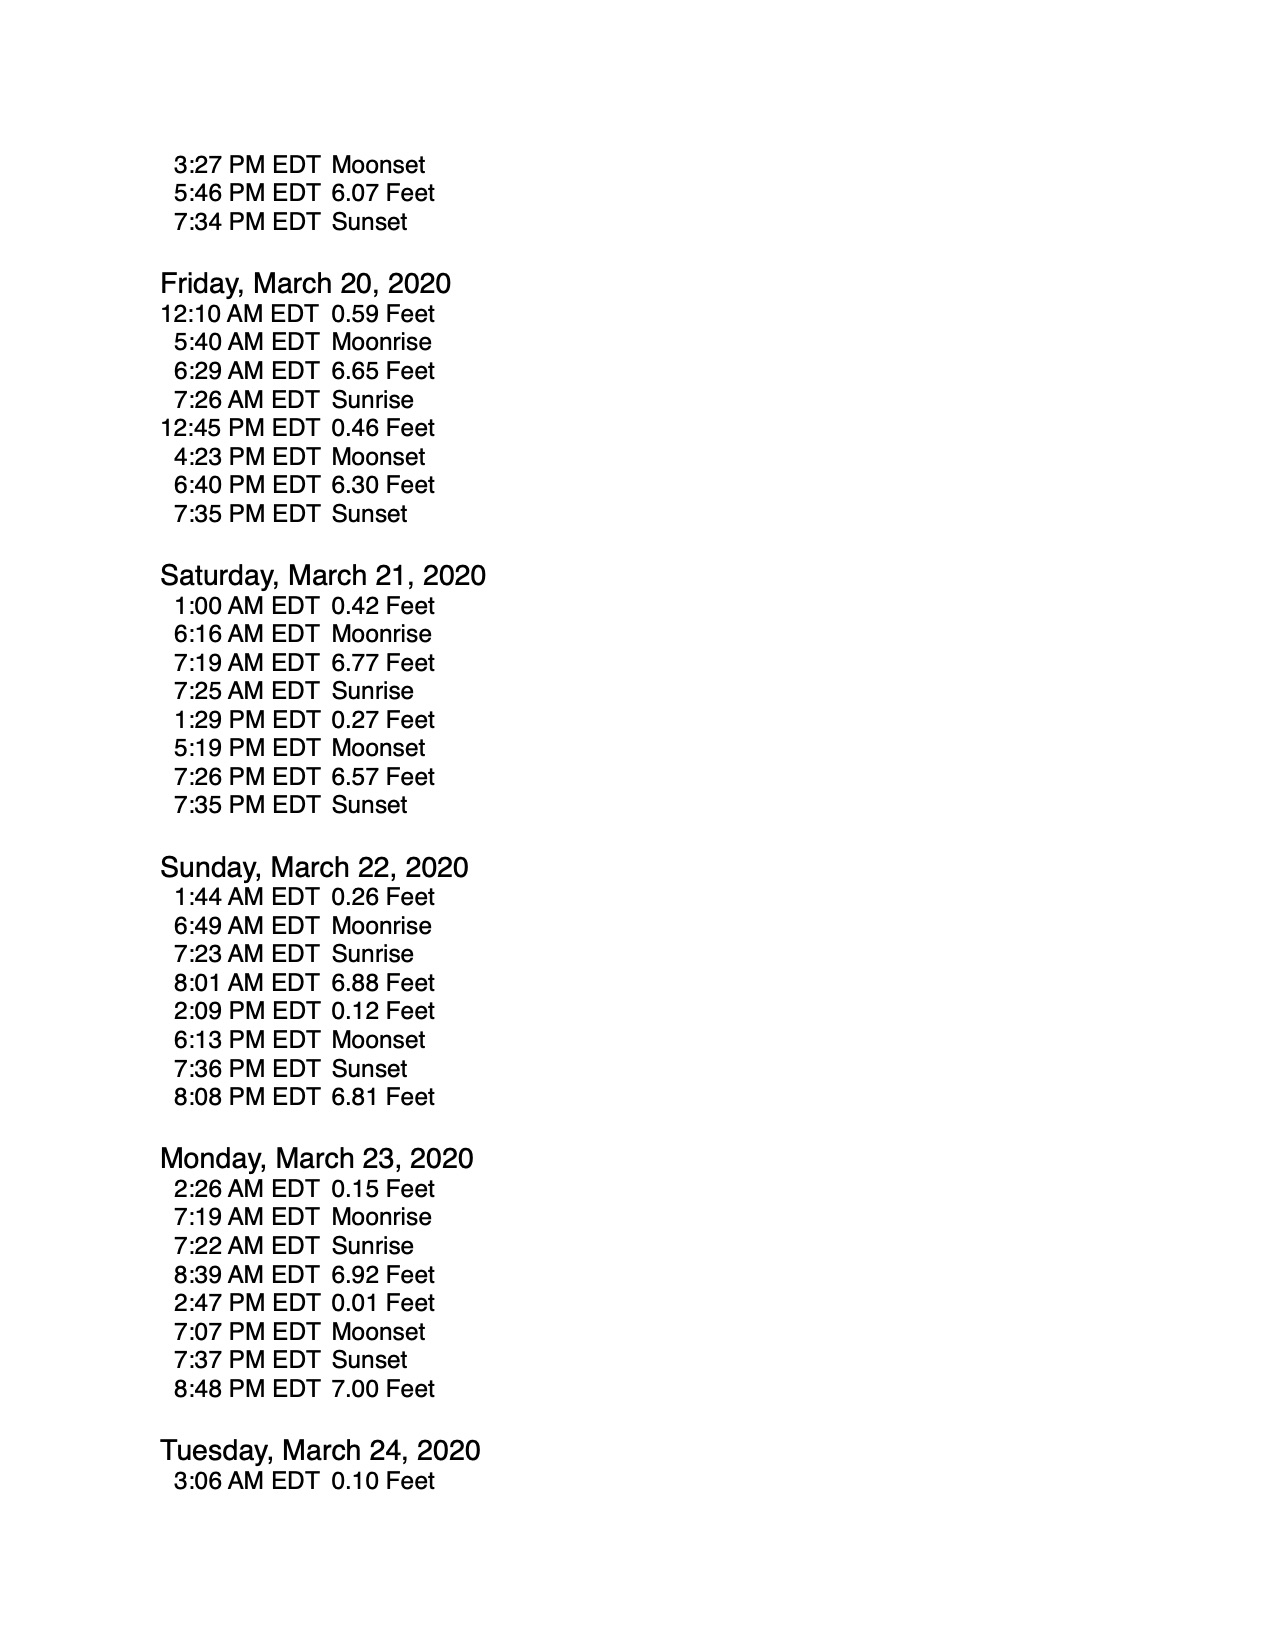 3:27 PM EDT Moonset
5:46 PM EDT 6.07 Feet
7:34 PM EDT Sunset
Friday, March 20, 2020
12:10 AM EDT 0.59 Feet
5:40 AM EDT Moonrise
6:29 AM EDT 6.65 Feet
7:26 AM EDT Sunrise
12:45 PM EDT 0.46 Feet
4:23 PM EDT Moonset
6:40 PM EDT 6.30 Feet
7:35 PM EDT Sunset
Saturday, March 21, 2020
1:00 AM EDT 0.42 Feet
6:16 AM EDT Moonrise
7:19 AM EDT 6.77 Feet
7:25 AM EDT Sunrise
1:29 PM EDT 0.27 Feet
5:19 PM EDT Moonset
7:26 PM EDT 6.57 Feet
7:35 PM EDT Sunset
Sunday, March 22, 2020
1:44 AM EDT 0.26 Feet
6:49 AM EDT Moonrise
7:23 AM EDT Sunrise
8:01 AM EDT 6.88 Feet
2:09 PM EDT 0.12 Feet
6:13 PM EDT Moonset
7:36 PM EDT Sunset
8:08 PM EDT 6.81 Feet
Monday, March 23, 2020
2:26 AM EDT 0.15 Feet
7:19 AM EDT Moonrise
7:22 AM EDT Sunrise
8:39 AM EDT 6.92 Feet
2:47 PM EDT 0.01 Feet
7:07 PM EDT Moonset
7:37 PM EDT Sunset
8:48 PM EDT 7.00 Feet
Tuesday, March 24, 2020
3:06 AM EDT 0.10 Feet